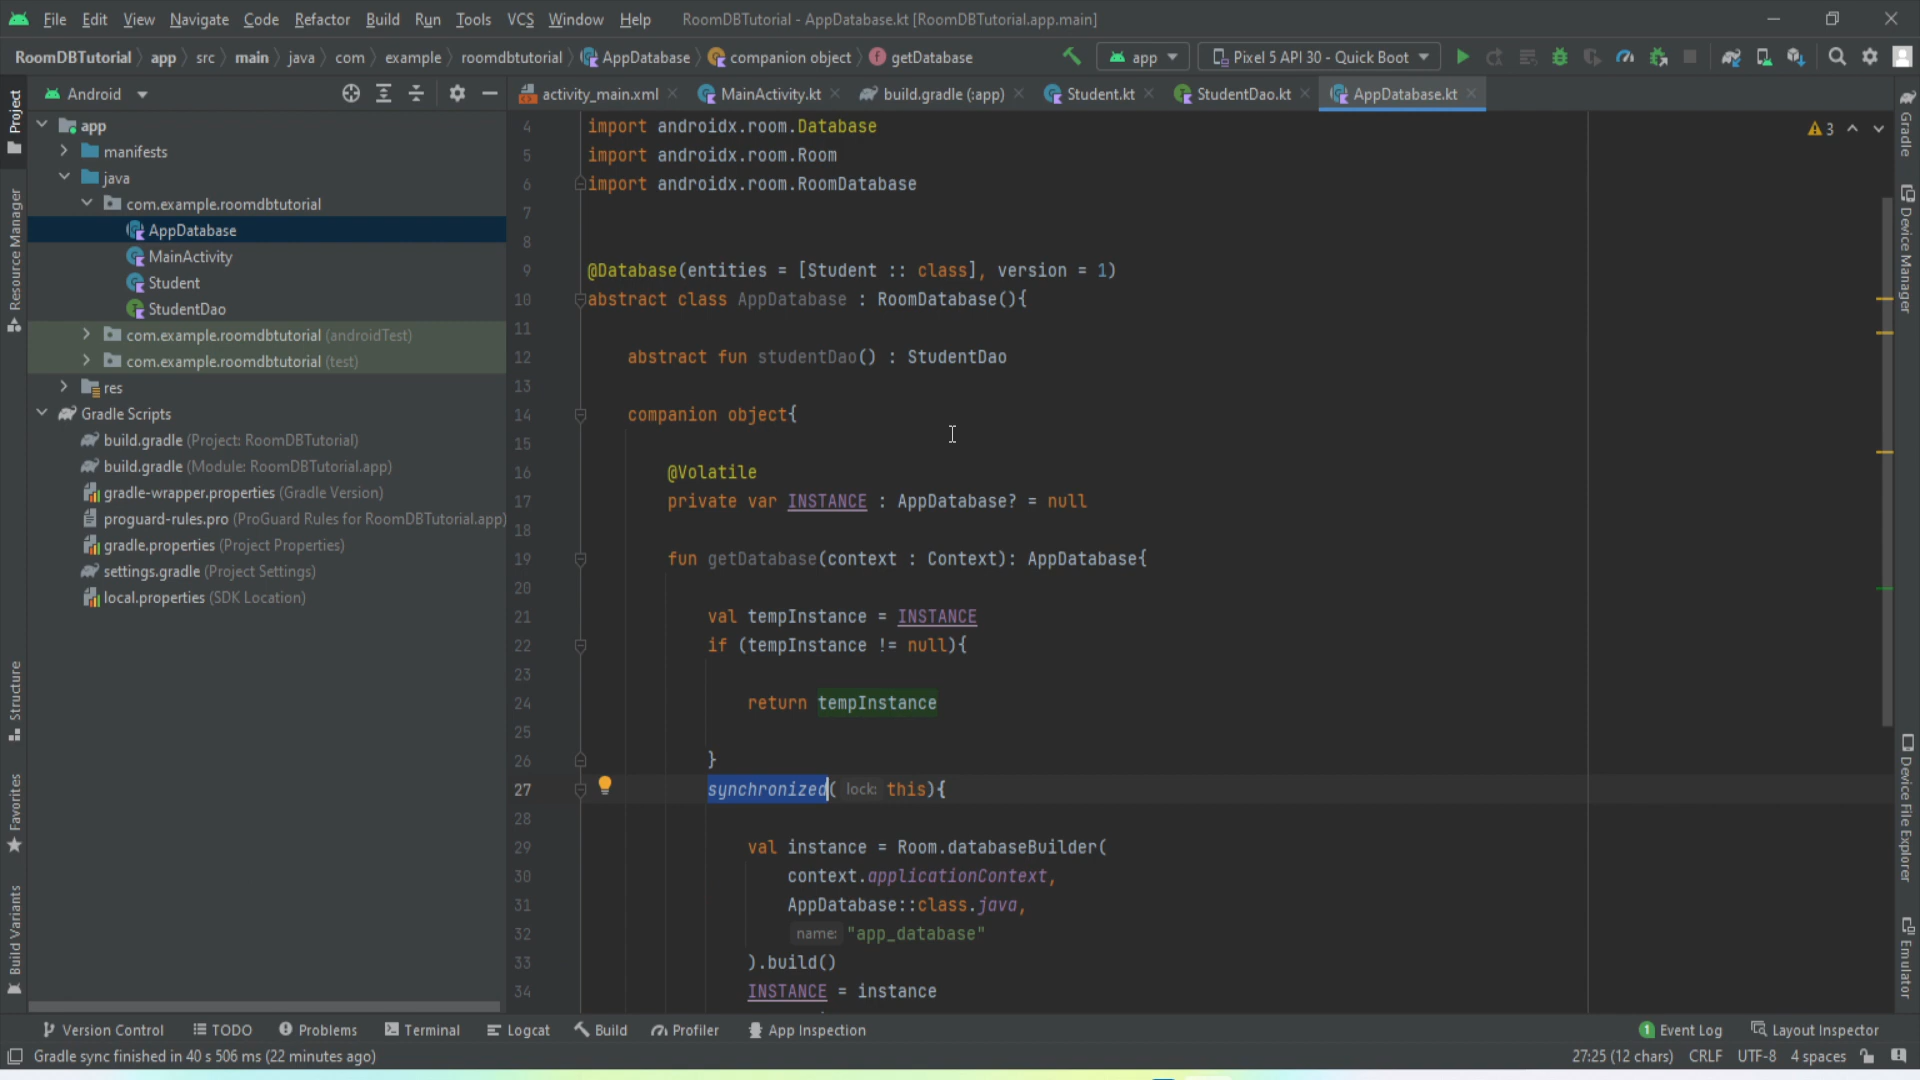 File Edit View Navigate Code Refactor Build Run Tools VCS Window Help RoomDBTutorial - AppDatabase.kt [RoomDBTutorial.app.main]
RoomDBTutorial app src main java com example roomdbtutorial AppDatabase companion object getDatabase app Pixel 5 API 30 - Quick Boot
Android
activity_main.xml MainActivity.kt build.gradle (:app) Student.kt StudentDao.kt AppDatabase.kt
Project
Resource Manager
Structure
Favorites
Build Variants
app
manifests
java
com.example.roomdbtutorial
AppDatabase
MainActivity
Student
StudentDao
com.example.roomdbtutorial (androidTest)
com.example.roomdbtutorial (test)
res
Gradle Scripts
build.gradle (Project: RoomDBTutorial)
build.gradle (Module: RoomDBTutorial.app)
gradle-wrapper.properties (Gradle Version)
proguard-rules.pro (ProGuard Rules for RoomDBTutorial.app)
gradle.properties (Project Properties)
settings.gradle (Project Settings)
local.properties (SDK Location)
3
4 import androidx.room.Database
5 import androidx.room.Room
6 import androidx.room.RoomDatabase
7
8
9 @Database(entities = [Student :: class], version = 1)
10 abstract class AppDatabase : RoomDatabase(){
11
12 abstract fun studentDao() : StudentDao
13
14 companion object{
15
16 @Volatile
17 private var INSTANCE : AppDatabase? = null
18
19 fun getDatabase(context : Context): AppDatabase{
20
21 val tempInstance = INSTANCE
22 if (tempInstance != null){
23
24 return tempInstance
25
26 }
27 synchronized( lock: this){
28
29 val instance = Room.databaseBuilder(
30 context.applicationContext,
31 AppDatabase::class.java,
32 name: "app_database"
33 ).build()
34 INSTANCE = instance
Gradle
Device Manager
Device File Explorer
Emulator
Version Control TODO Problems Terminal Logcat Build Profiler App Inspection 1 Event Log Layout Inspector
Gradle sync finished in 40 s 506 ms (22 minutes ago) 27:25 (12 chars) CRLF UTF-8 4 spaces